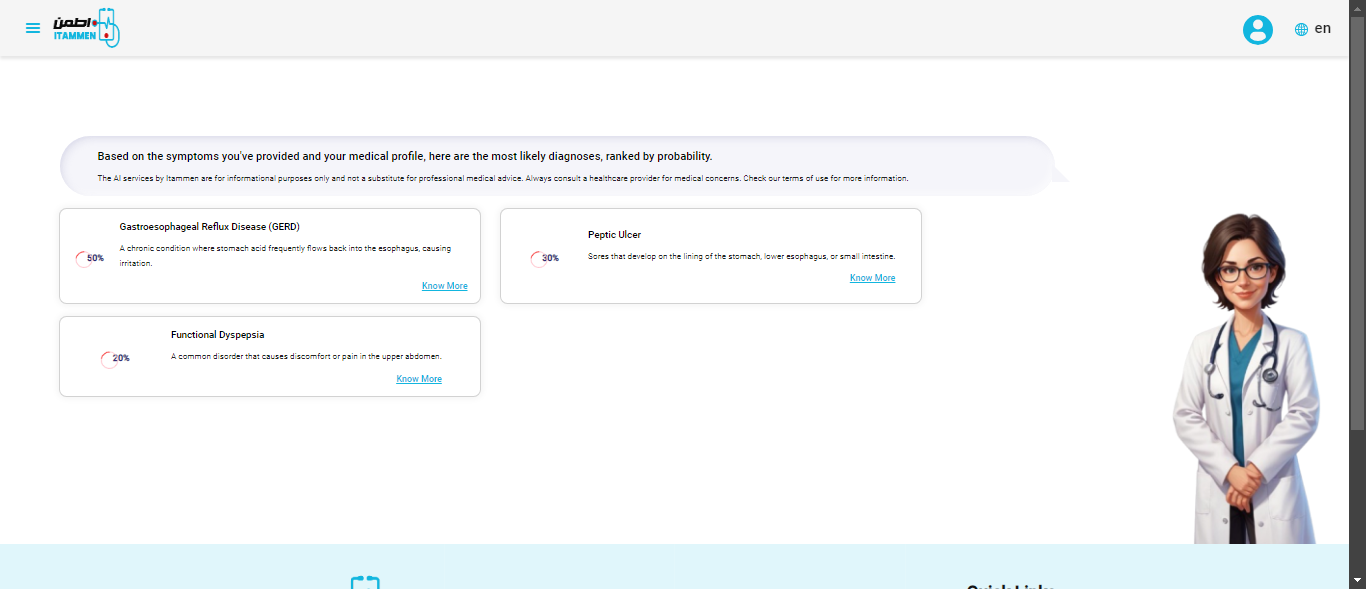 اطمن
ITAMMEN
en
Based on the symptoms you've provided and your medical profile, here are the most likely diagnoses, ranked by probability.
The AI services by Itammen are for informational purposes only and not a substitute for professional medical advice. Always consult a healthcare provider for medical concerns. Check our terms of use for more information.
Gastroesophageal Reflux Disease (GERD)
50%
A chronic condition where stomach acid frequently flows back into the esophagus, causing
irritation.
Know More
Peptic Ulcer
30%
Sores that develop on the lining of the stomach, lower esophagus, or small intestine.
Know More
Functional Dyspepsia
20%
A common disorder that causes discomfort or pain in the upper abdomen.
Know More
Quick Links